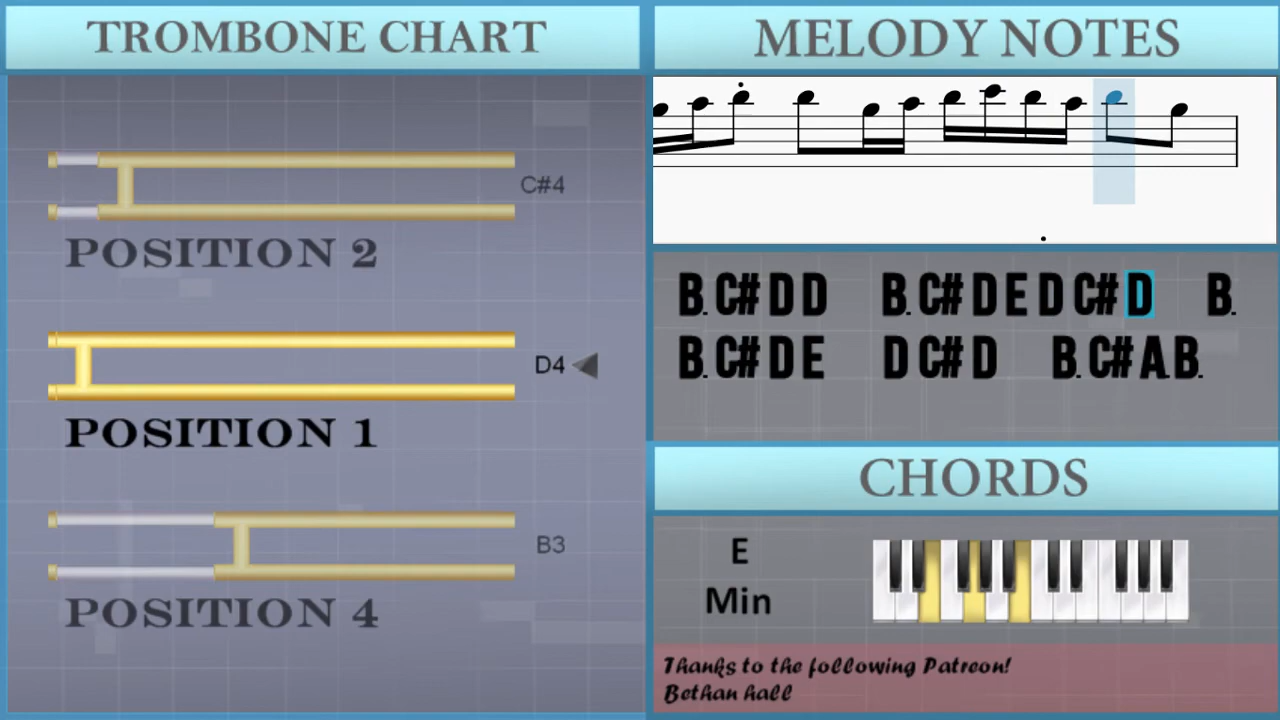 TROMBONE CHART
C#4
POSITION 2
D4
POSITION 1
B3
POSITION 4
MELODY NOTES
B. C# D D B. C# D E D C# D B.
B. C# D E D C# D B. C# A. B.
CHORDS
E
Min
Thanks to the following Patreon!
Bethan hall